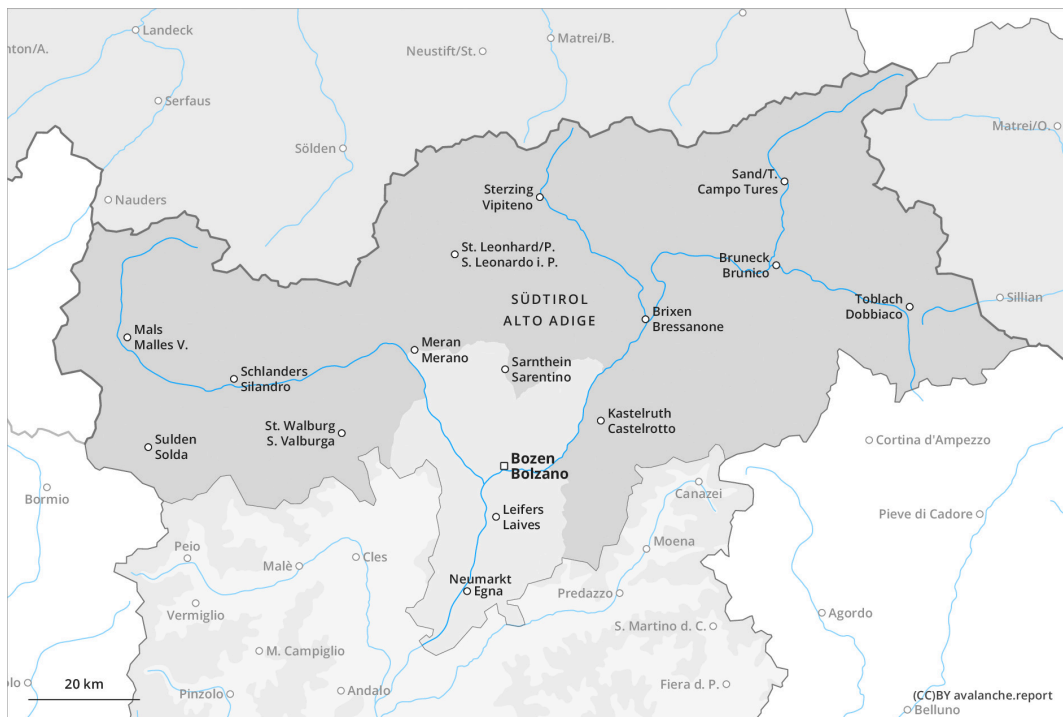 Landeck
nton/A.
Neustift/St.
Matrei/B.
Serfaus
Matrei/O.
Sölden
Sand/T.
Campo Tures
Sterzing
Vipiteno
Nauders
St. Leonhard/P.
S. Leonardo i. P.
Bruneck
Brunico
SÜDTIROL
ALTO ADIGE
Toblach
Dobbiaco
Sillian
Brixen
Bressanone
Mals
Malles V.
Meran
Merano
Sarnthein
Sarentino
Schlanders
Silandro
Kastelruth
Castelrotto
St. Walburg
S. Valburga
Sulden
Solda
Cortina d'Ampezzo
Bozen
Bolzano
Bormio
Canazei
Leifers
Laives
Pieve di Cadore
Peio
Moena
Malè
Cles
Neumarkt
Egna
Predazzo
Vermiglio
Agordo
S. Martino d. C.
M. Campiglio
olo
20 km
Pinzolo
Andalo
Fiera d. P.
(CC)BY avalanche.report
Belluno